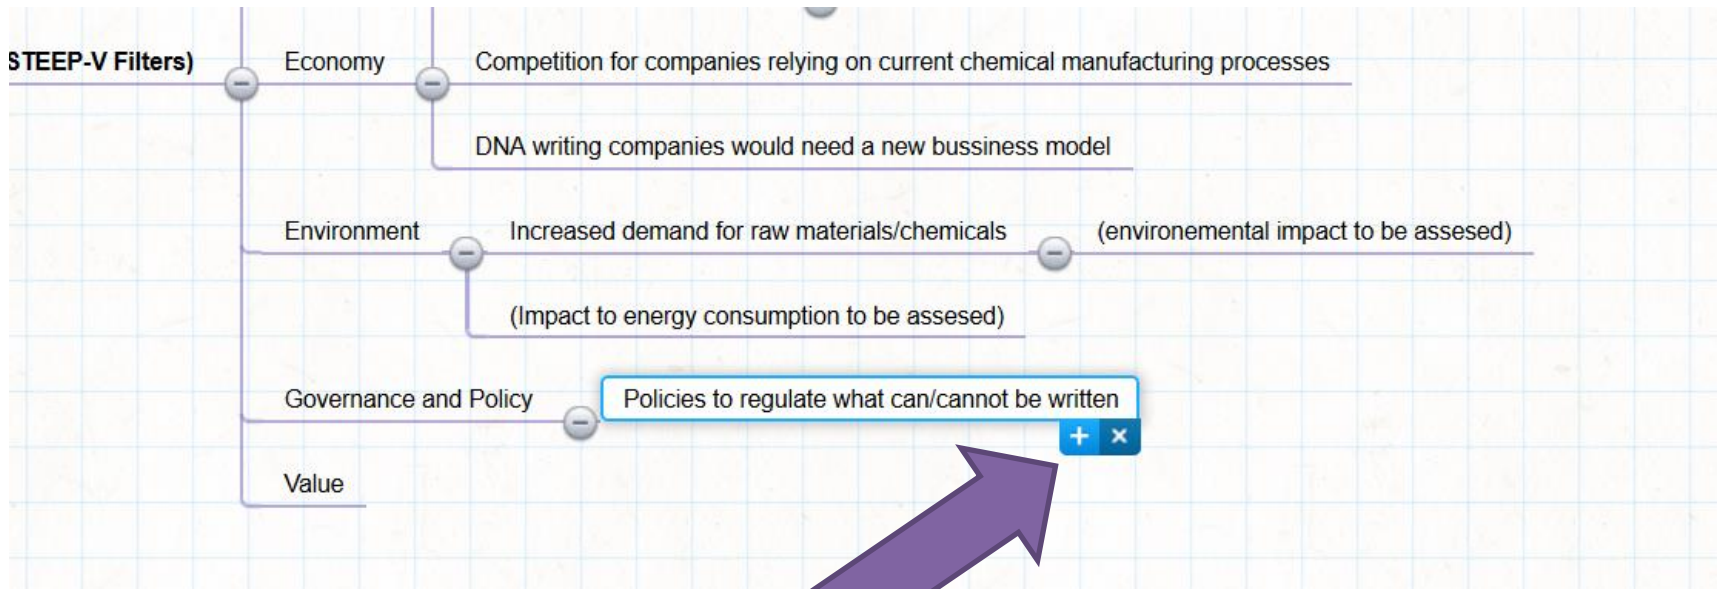 STEEP-V Filters)
Economy
Competition for companies relying on current chemical manufacturing processes
DNA writing companies would need a new bussiness model
Environment
Increased demand for raw materials/chemicals
(environemental impact to be assesed)
(Impact to energy consumption to be assesed)
Governance and Policy
Policies to regulate what can/cannot be written
Value